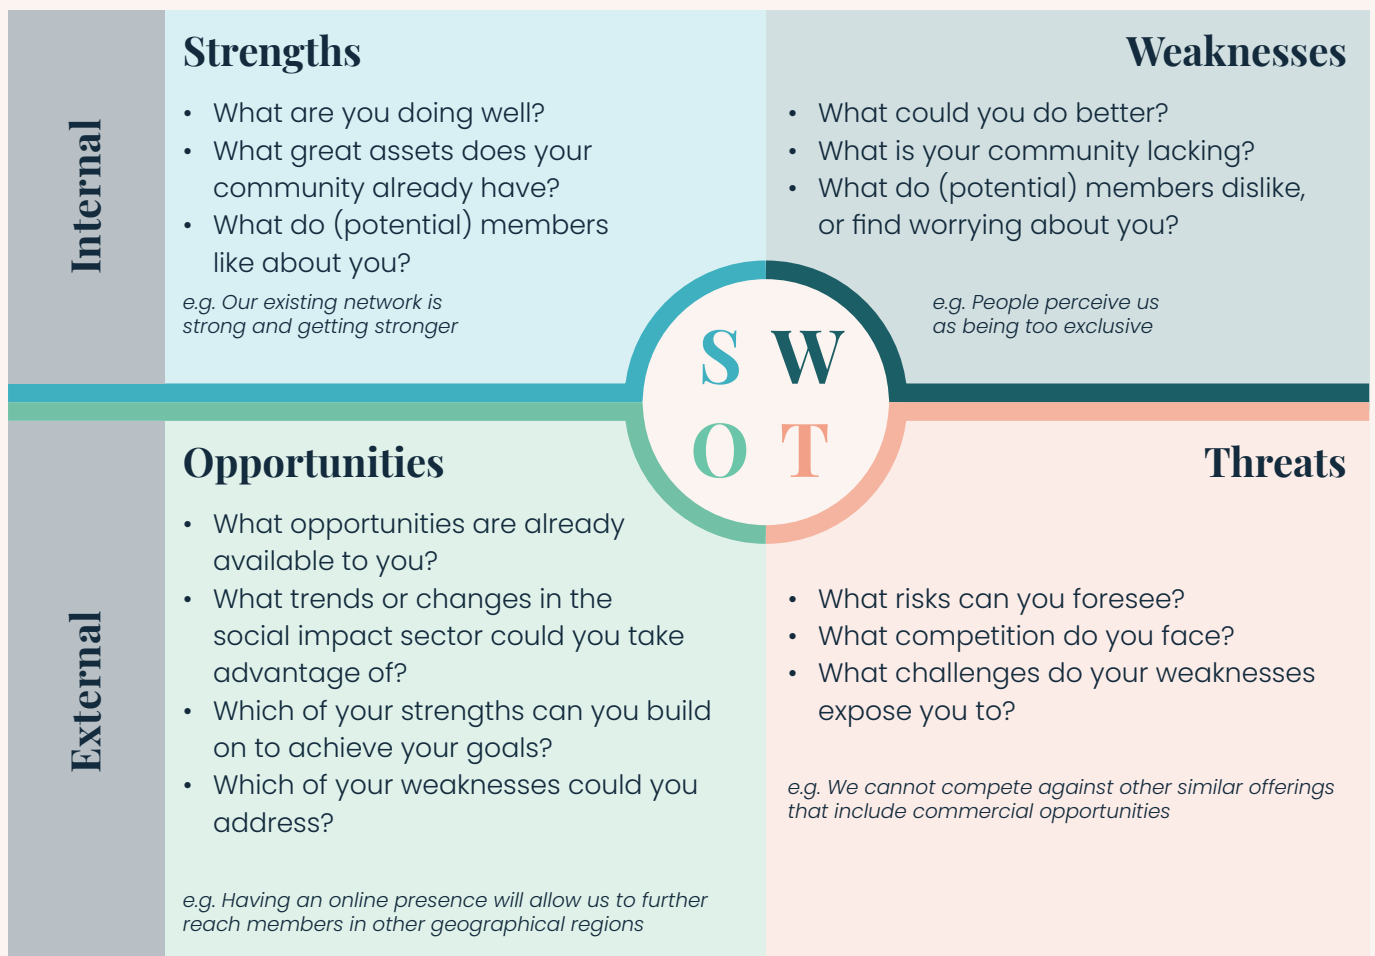 Internal
Strengths
• What are you doing well?
• What great assets does your
community already have?
• What do (potential) members
like about you?
e.g. Our existing network is
strong and getting stronger
Weaknesses
• What could you do better?
• What is your community lacking?
• What do (potential) members dislike,
or find worrying about you?
e.g. People perceive us
as being too exclusive
S W
O T
External
Opportunities
• What opportunities are already
available to you?
• What trends or changes in the
social impact sector could you take
advantage of?
• Which of your strengths can you build
on to achieve your goals?
• Which of your weaknesses could you
address?
e.g. Having an online presence will allow us to further
reach members in other geographical regions
Threats
• What risks can you foresee?
• What competition do you face?
• What challenges do your weaknesses
expose you to?
e.g. We cannot compete against other similar offerings
that include commercial opportunities